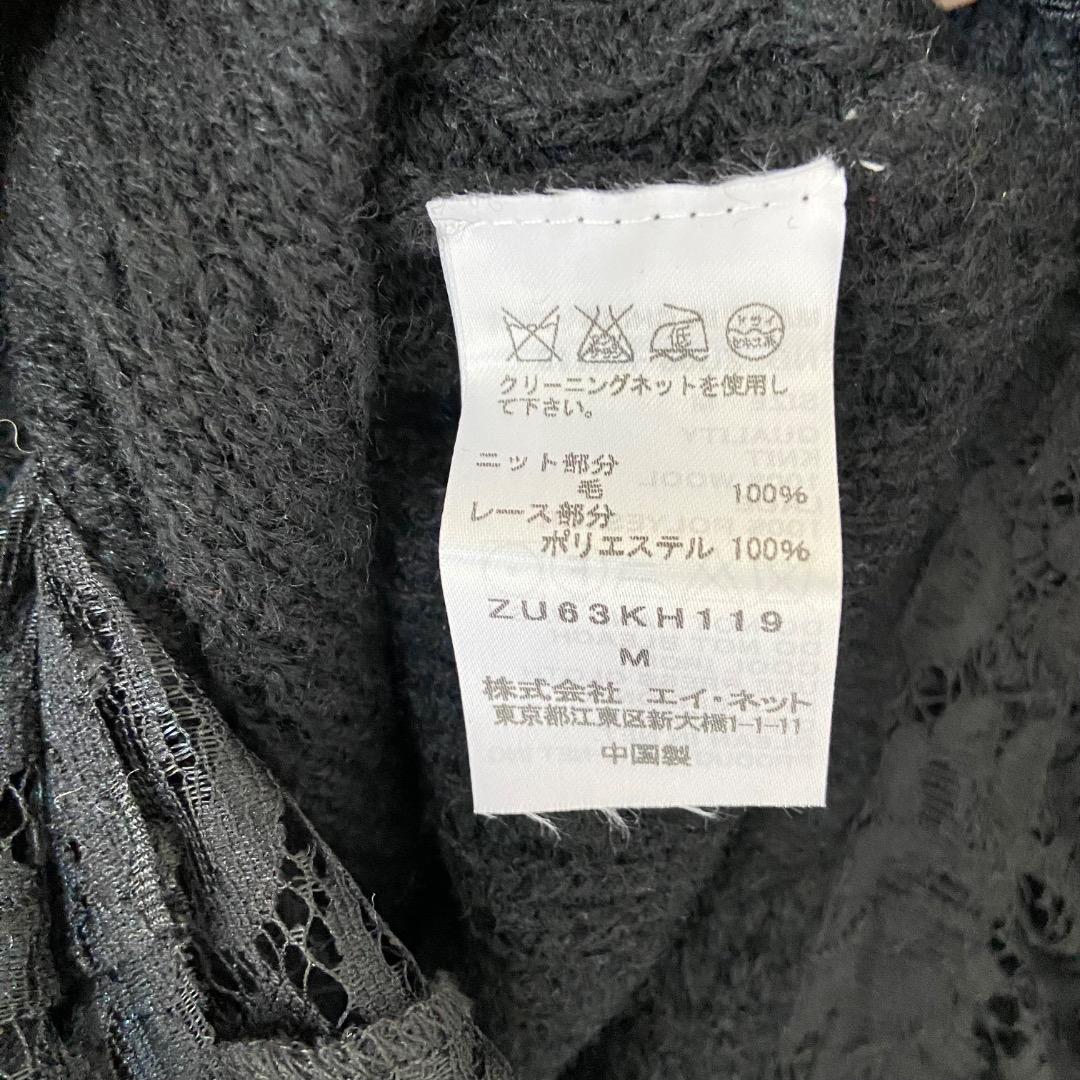 クリーニングネットを使用し
て下さい。
ニット部分
毛 100%
レース部分
ポリエステル 100%
ZU63KH119
M
株式会社 エイ・ネット
東京都江東区新大橋1-1-11
中国製